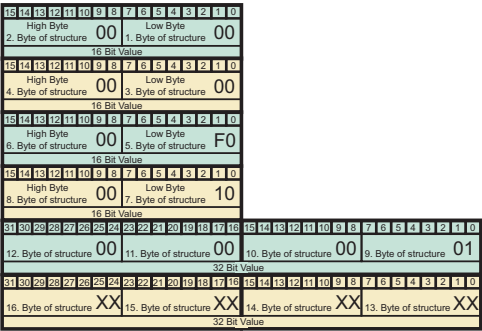 15 14 13 12 11 10 9 8 7 6 5 4 3 2 1 0
High Byte Low Byte
2. Byte of structure 00 1. Byte of structure 00
16 Bit Value
15 14 13 12 11 10 9 8 7 6 5 4 3 2 1 0
High Byte Low Byte
4. Byte of structure 00 3. Byte of structure 00
16 Bit Value
15 14 13 12 11 10 9 8 7 6 5 4 3 2 1 0
High Byte Low Byte
6. Byte of structure 00 5. Byte of structure F0
16 Bit Value
15 14 13 12 11 10 9 8 7 6 5 4 3 2 1 0
High Byte Low Byte
8. Byte of structure 00 7. Byte of structure 10
16 Bit Value
31 30 29 28 27 26 25 24 23 22 21 20 19 18 17 16 15 14 13 12 11 10 9 8 7 6 5 4 3 2 1 0
12. Byte of structure 00 11. Byte of structure 00 10. Byte of structure 00 9. Byte of structure 01
32 Bit Value
31 30 29 28 27 26 25 24 23 22 21 20 19 18 17 16 15 14 13 12 11 10 9 8 7 6 5 4 3 2 1 0
16. Byte of structure XX 15. Byte of structure XX 14. Byte of structure XX 13. Byte of structure XX
32 Bit Value